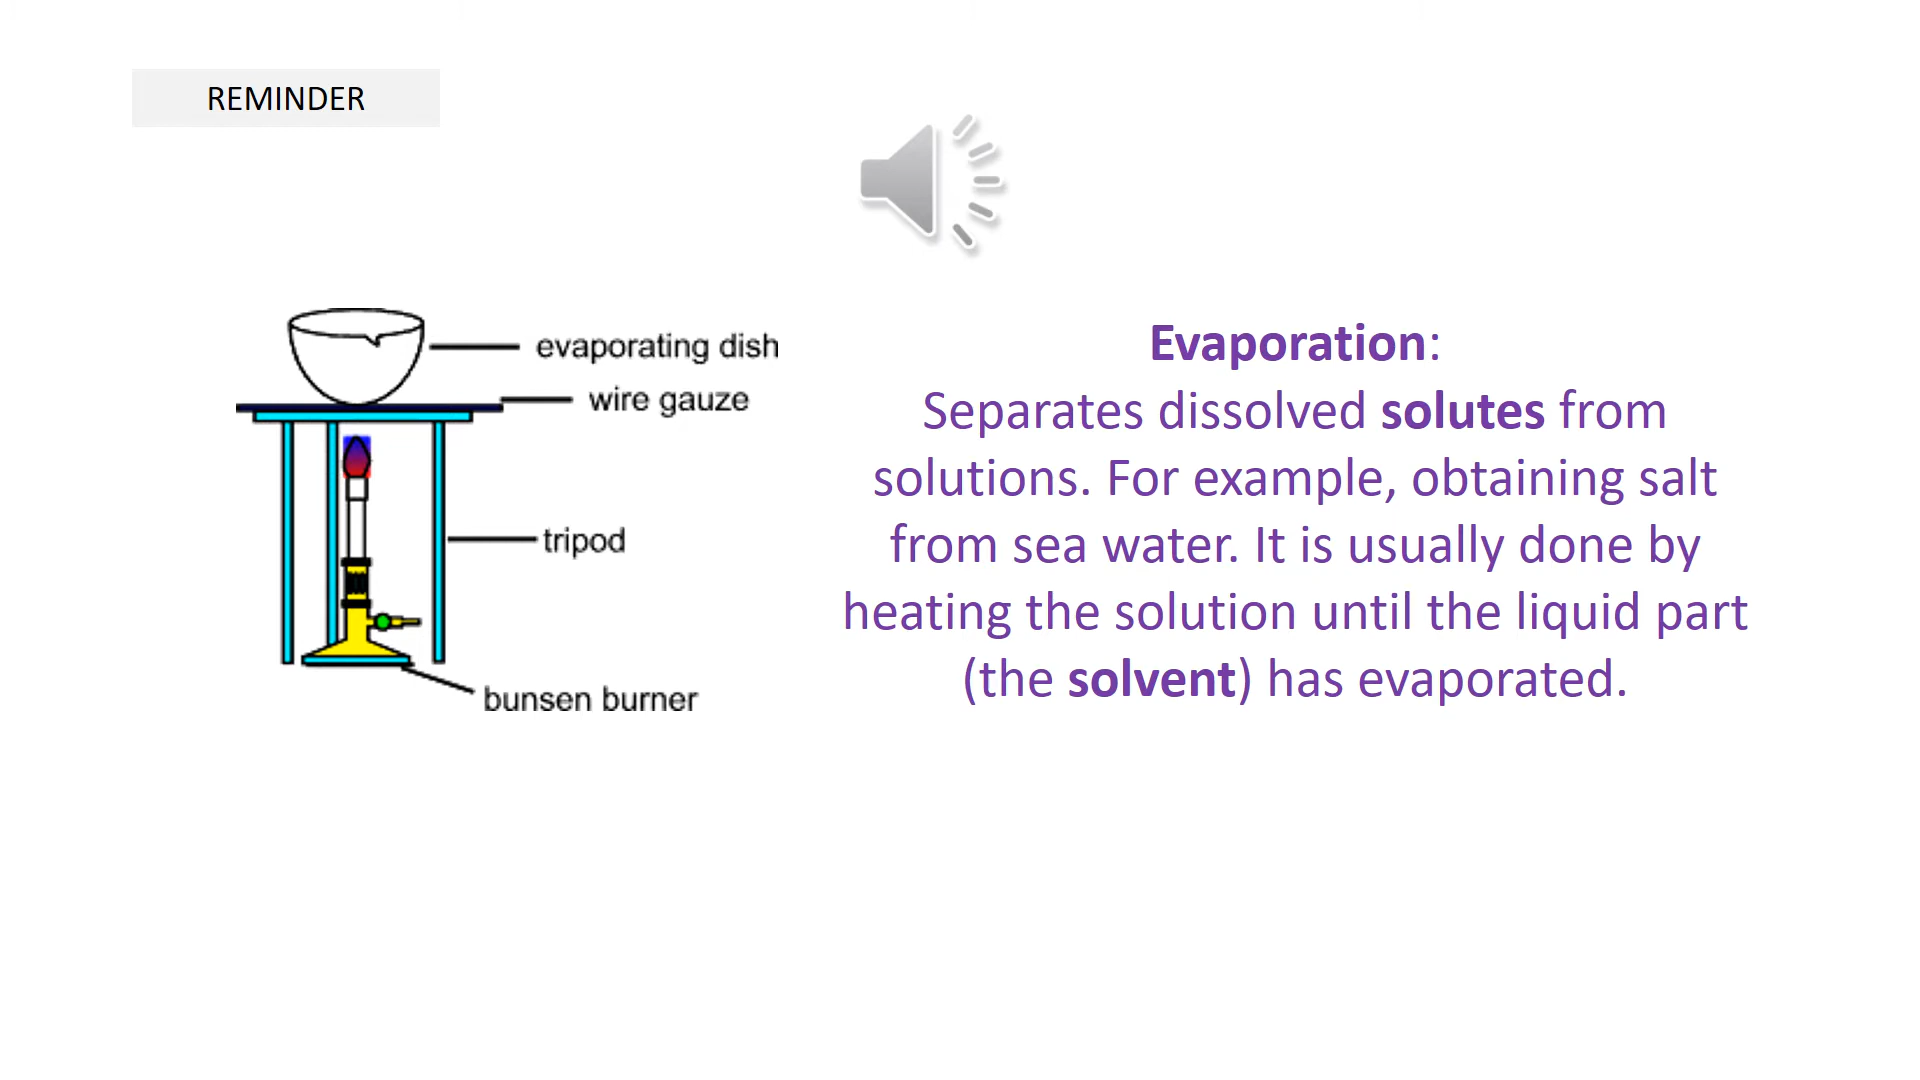 REMINDER
evaporating dish
wire gauze
tripod
bunsen burner
Evaporation:
Separates dissolved solutes from
solutions. For example, obtaining salt
from sea water. It is usually done by
heating the solution until the liquid part
(the solvent) has evaporated.